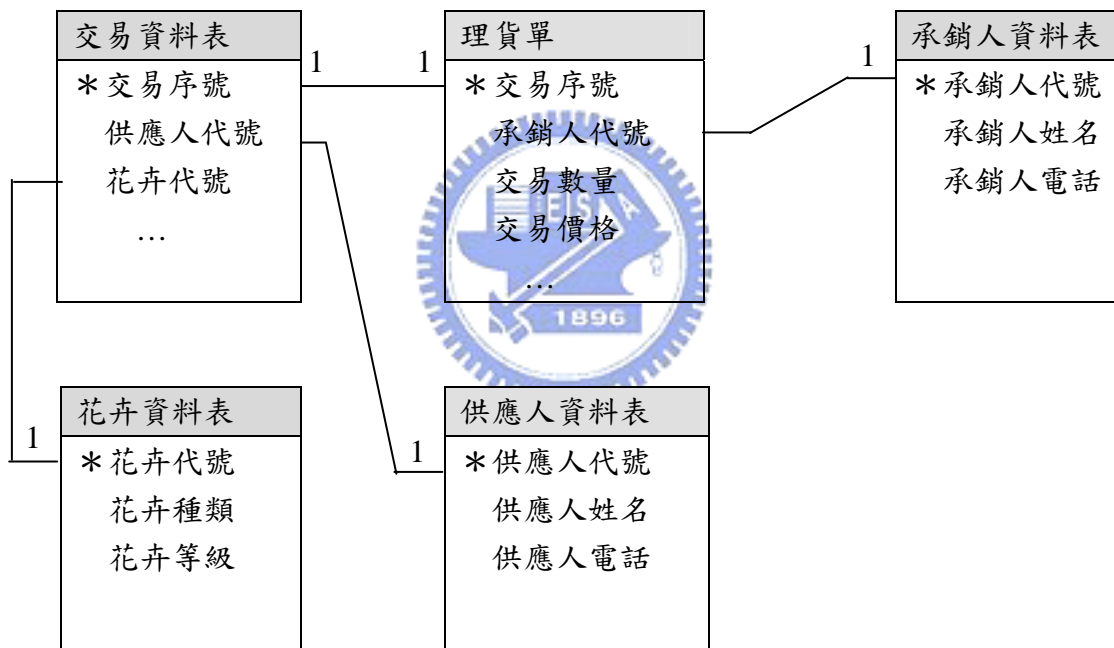 交易資料表
＊交易序號
供應人代號
花卉代號
…
1
1
理貨單
＊交易序號
承銷人代號
交易數量
交易價格
…
1
承銷人資料表
＊承銷人代號
承銷人姓名
承銷人電話
EIS
A
1896
1
花卉資料表
＊花卉代號
花卉種類
花卉等級
1
供應人資料表
＊供應人代號
供應人姓名
供應人電話